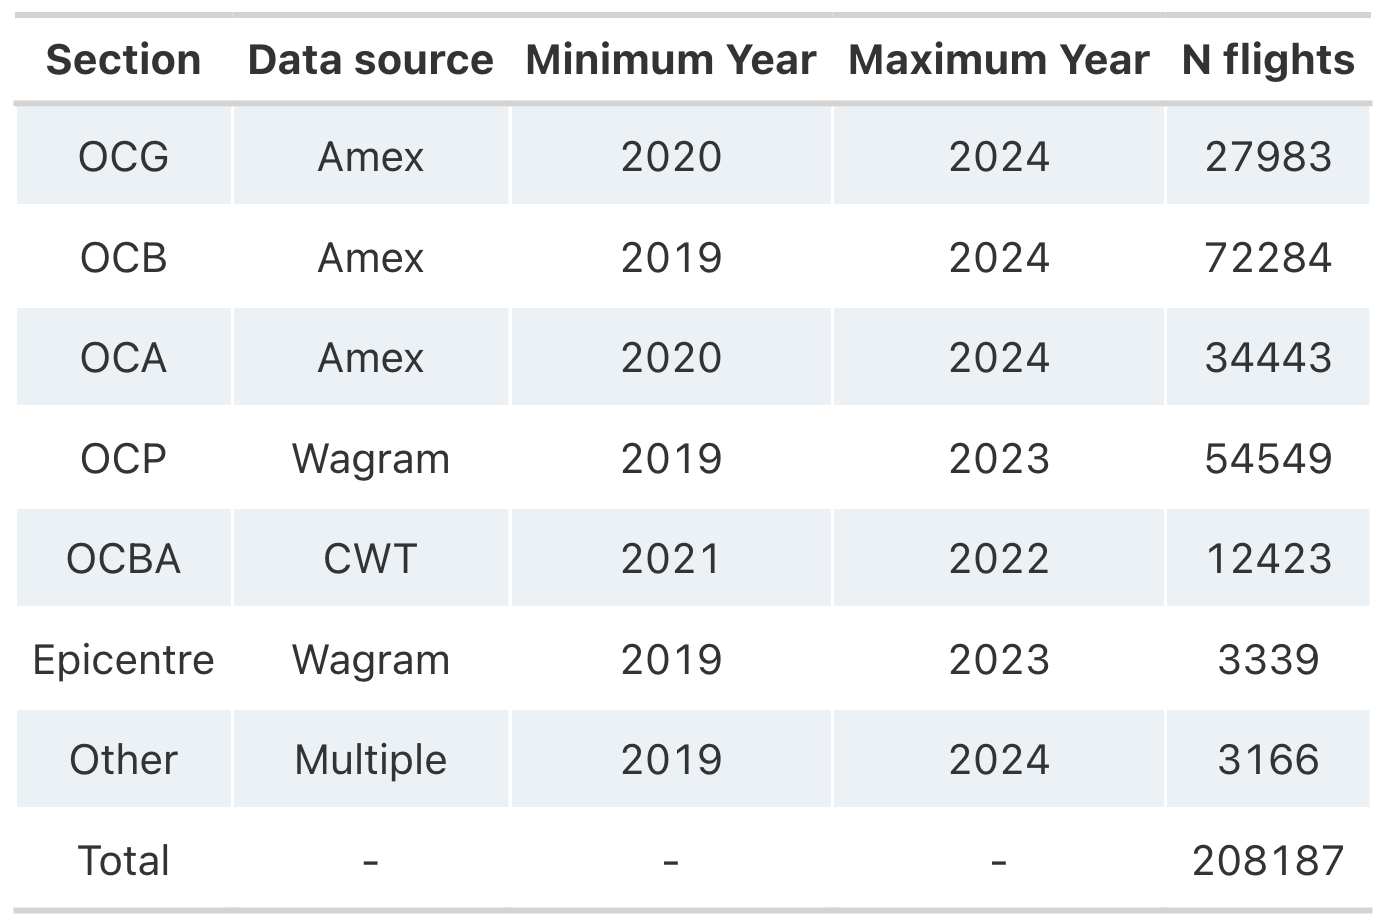 Section Data source Minimum Year Maximum Year N flights
OCG Amex 2020 2024 27983
OCB Amex 2019 2024 72284
OCA Amex 2020 2024 34443
OCP Wagram 2019 2023 54549
OCBA CWT 2021 2022 12423
Epicentre Wagram 2019 2023 3339
Other Multiple 2019 2024 3166
Total - - - 208187